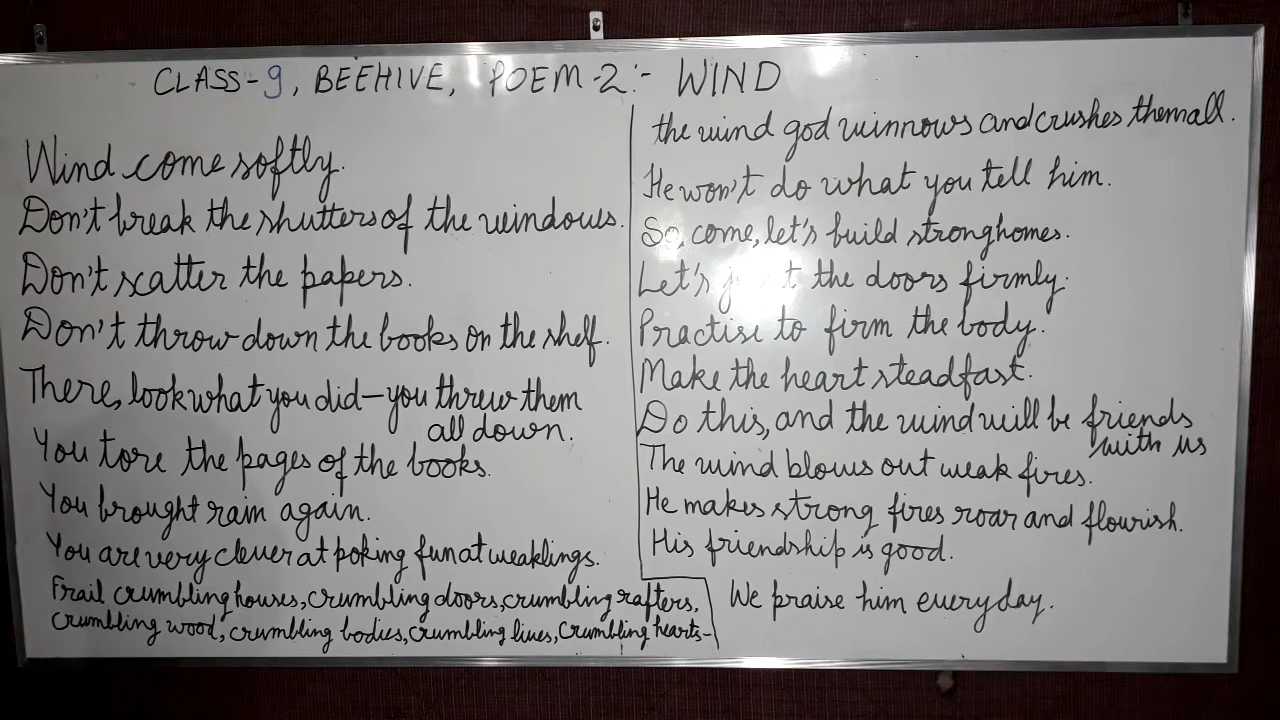 CLASS-9, BEEHIVE, POEM-2:- WIND
Wind come softly.
Don't break the shutters of the windows.
Don't scatter the papers.
Don't throw down the books on the shelf.
There, look what you did—you threw them
all down.
You tore the pages of the books.
You brought rain again.
You are very clever at poking fun at weaklings.
Frail crumbling houses, crumbling doors, crumbling rafters,
crumbling wood, crumbling bodies, crumbling lives, crumbling hearts-
the wind god winnows and crushes them all.
He won't do what you tell him.
So, come, let's build strong homes.
Let's the doors firmly.
Practise to firm the body.
Make the heart steadfast.
Do this, and the wind will be friends
with us
The wind blows out weak fires.
He makes strong fires roar and flourish.
His friendship is good.
We praise him everyday.